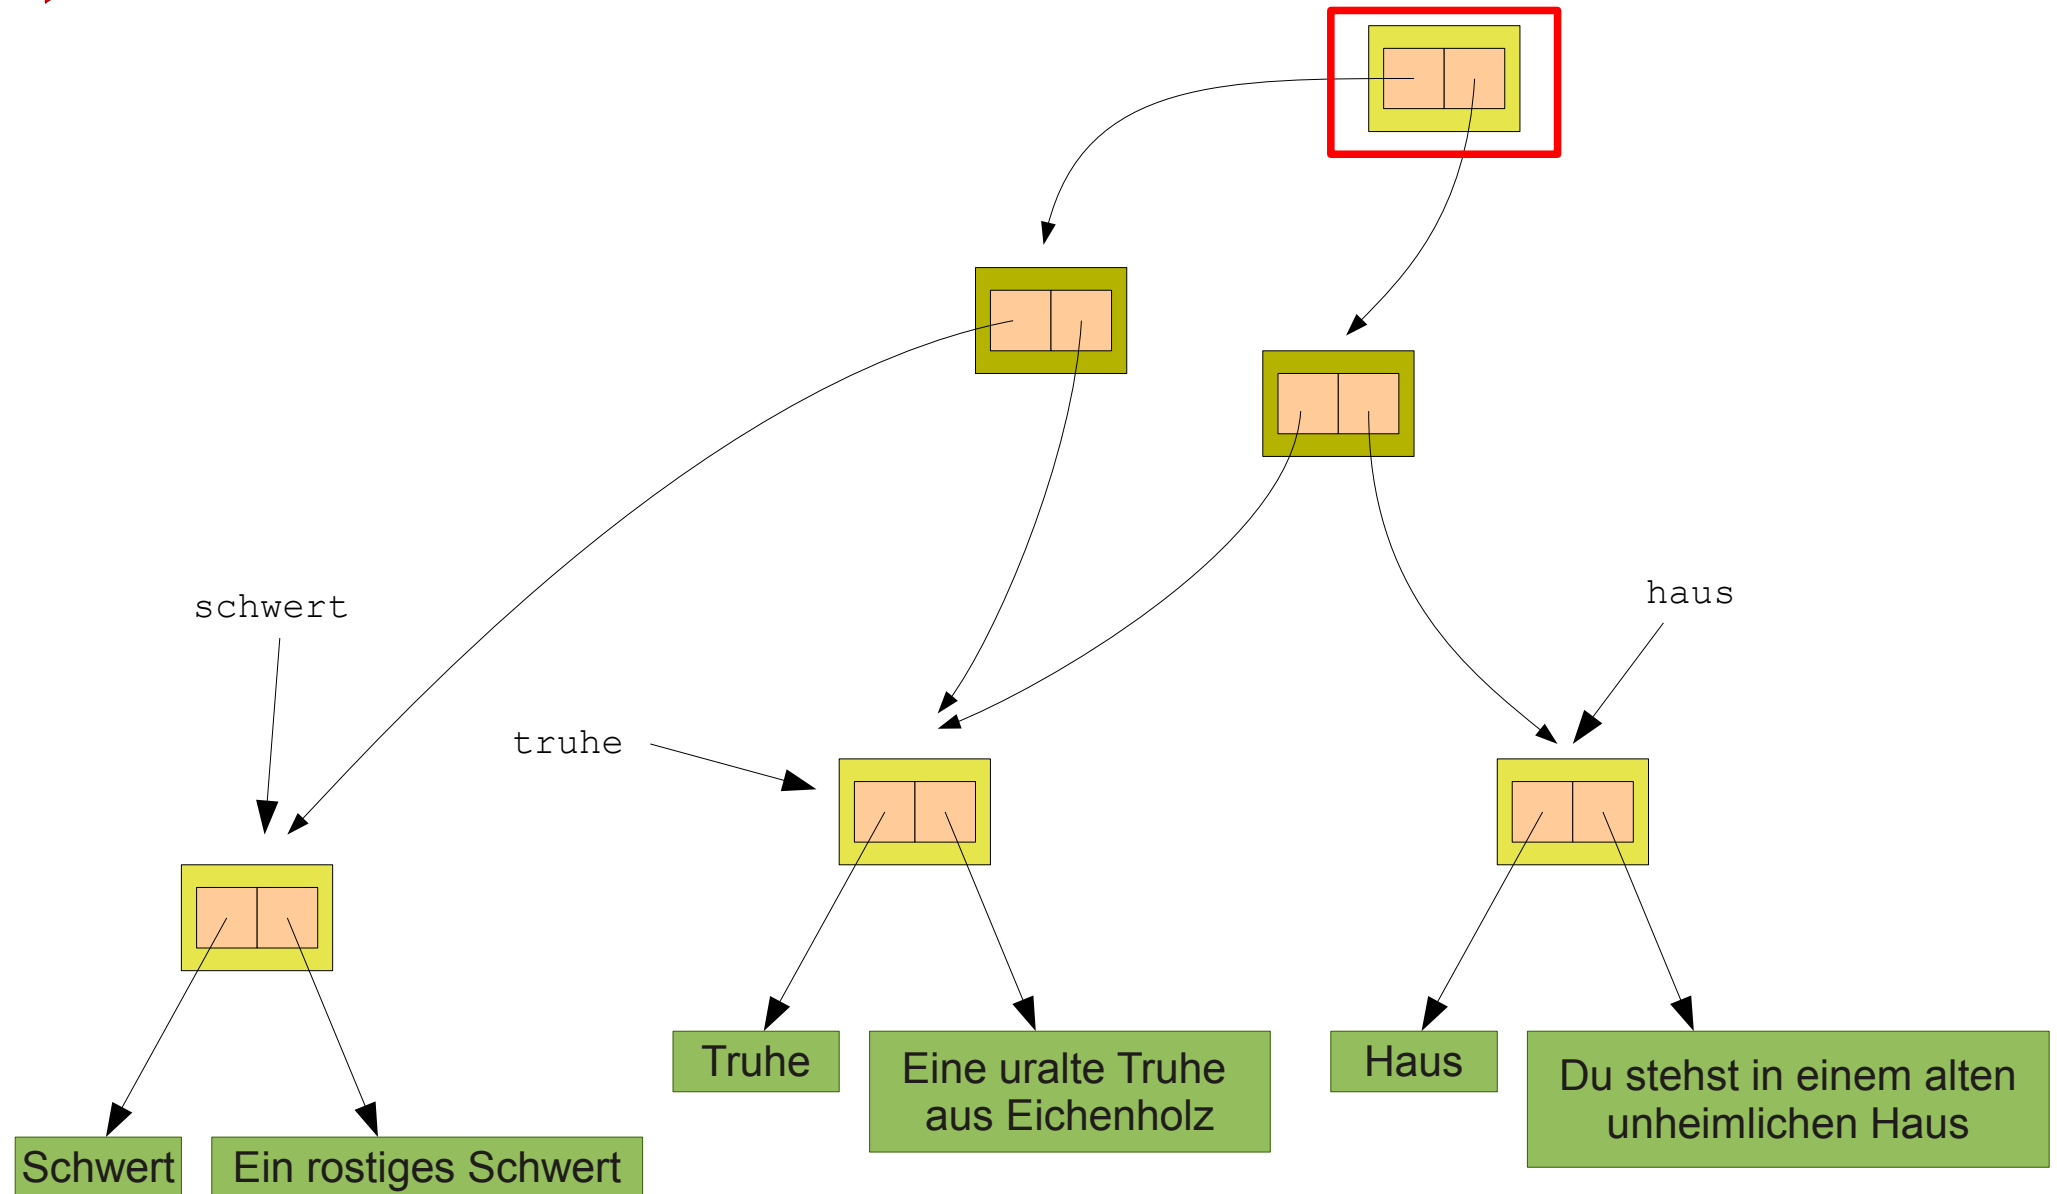 schwert
haus
truhe
Truhe
Eine uralte Truhe
aus Eichenholz
Haus
Du stehst in einem alten
unheimlichen Haus
Schwert
Ein rostiges Schwert